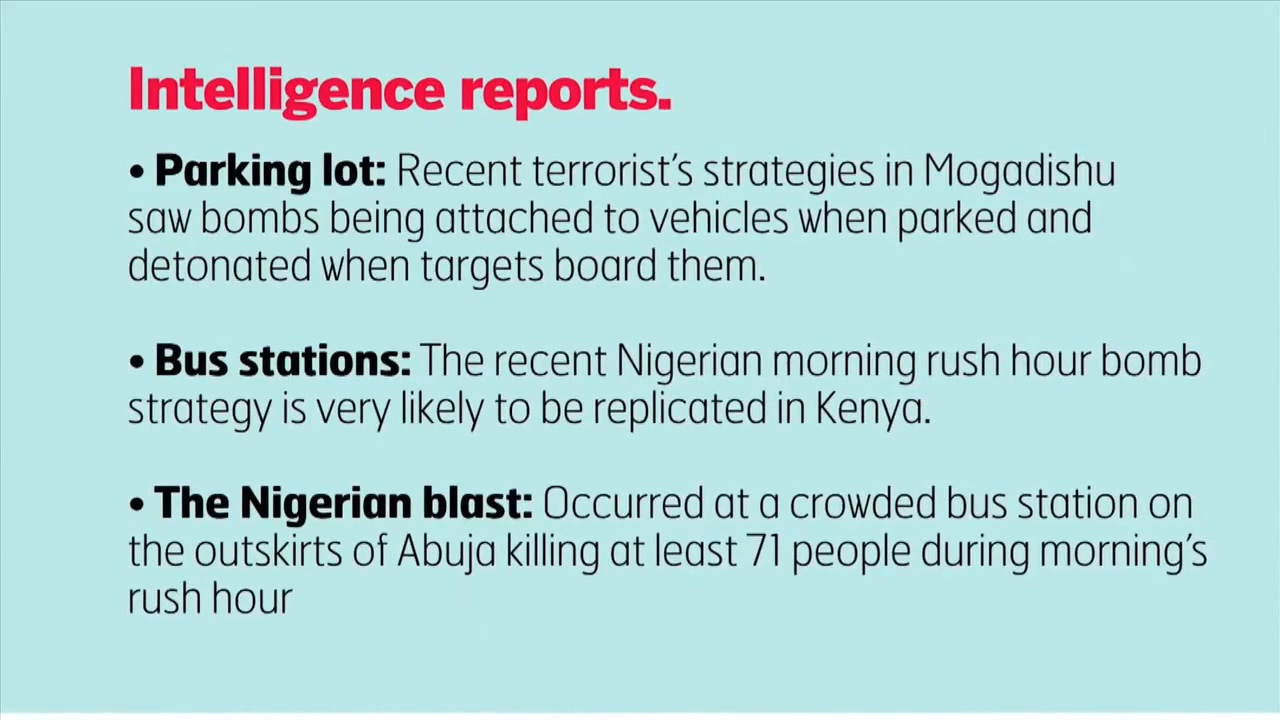 Intelligence reports.
• Parking lot: Recent terrorist's strategies in Mogadishu
saw bombs being attached to vehicles when parked and
detonated when targets board them.
• Bus stations: The recent Nigerian morning rush hour bomb
strategy is very likely to be replicated in Kenya.
• The Nigerian blast: Occurred at a crowded bus station on
the outskirts of Abuja killing at least 71 people during morning's
rush hour